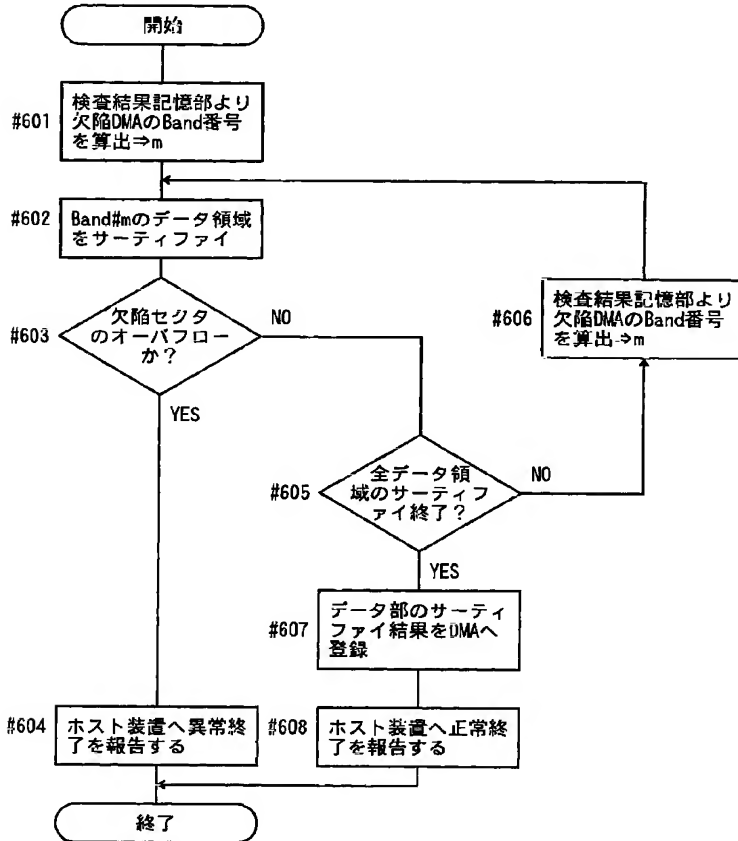 開始
#601
検査結果記憶部より
欠陥DMAのBand番号
を算出⇒m
#602
Band#mのデータ領域
をサーティファイ
#603
欠陥セクタ
のオーバフロー
か？
NO
YES
#606
検査結果記憶部より
欠陥DMAのBand番号
を算出⇒m
#605
全データ領
域のサーティフ
ァイ終了？
NO
YES
#607
データ部のサーティ
ファイ結果をDMAへ
登録
#604
ホスト装置へ異常終
了を報告する
#608
ホスト装置へ正常終
了を報告する
終了